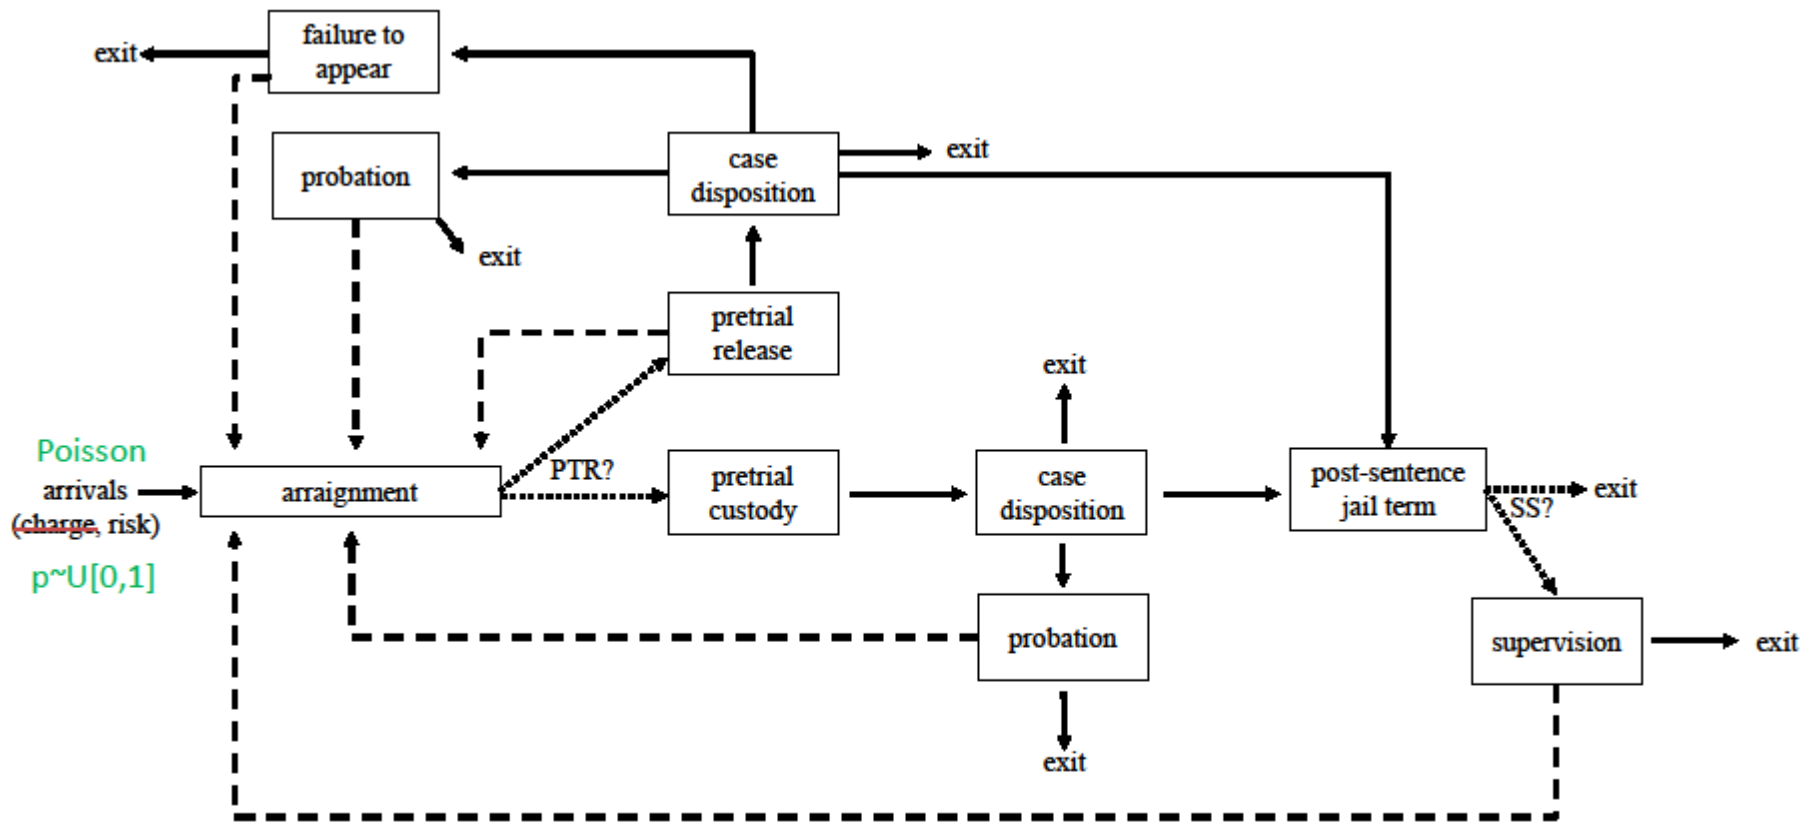 failure to
appear
exit
case
disposition
exit
probation
exit
pretrial
release
exit
Poisson
arrivals
(charge, risk)
p~U[0,1]
arraignment
PTR?
pretrial
custody
case
disposition
post-sentence
jail term
exit
SS?
probation
supervision
exit
exit